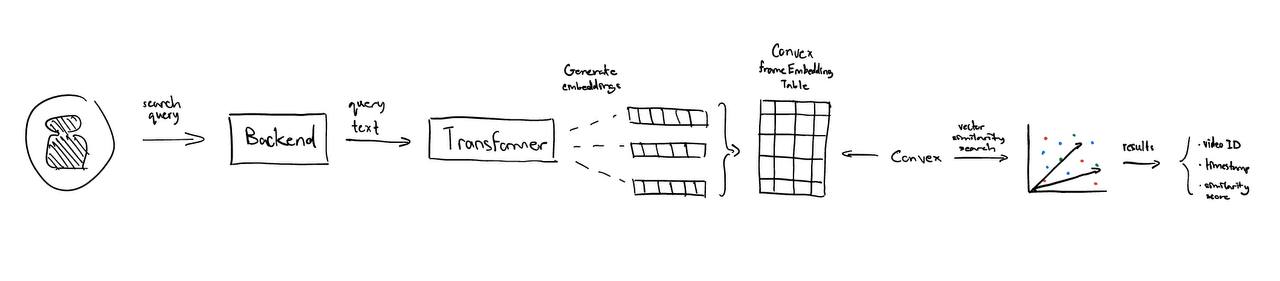 search
query
Backend
query
text
Transformer
Generate
embeddings
Convex
frameEmbedding
Table
Convex
vector
similarity
search
results
· video ID
· timestamp
· similarity
score